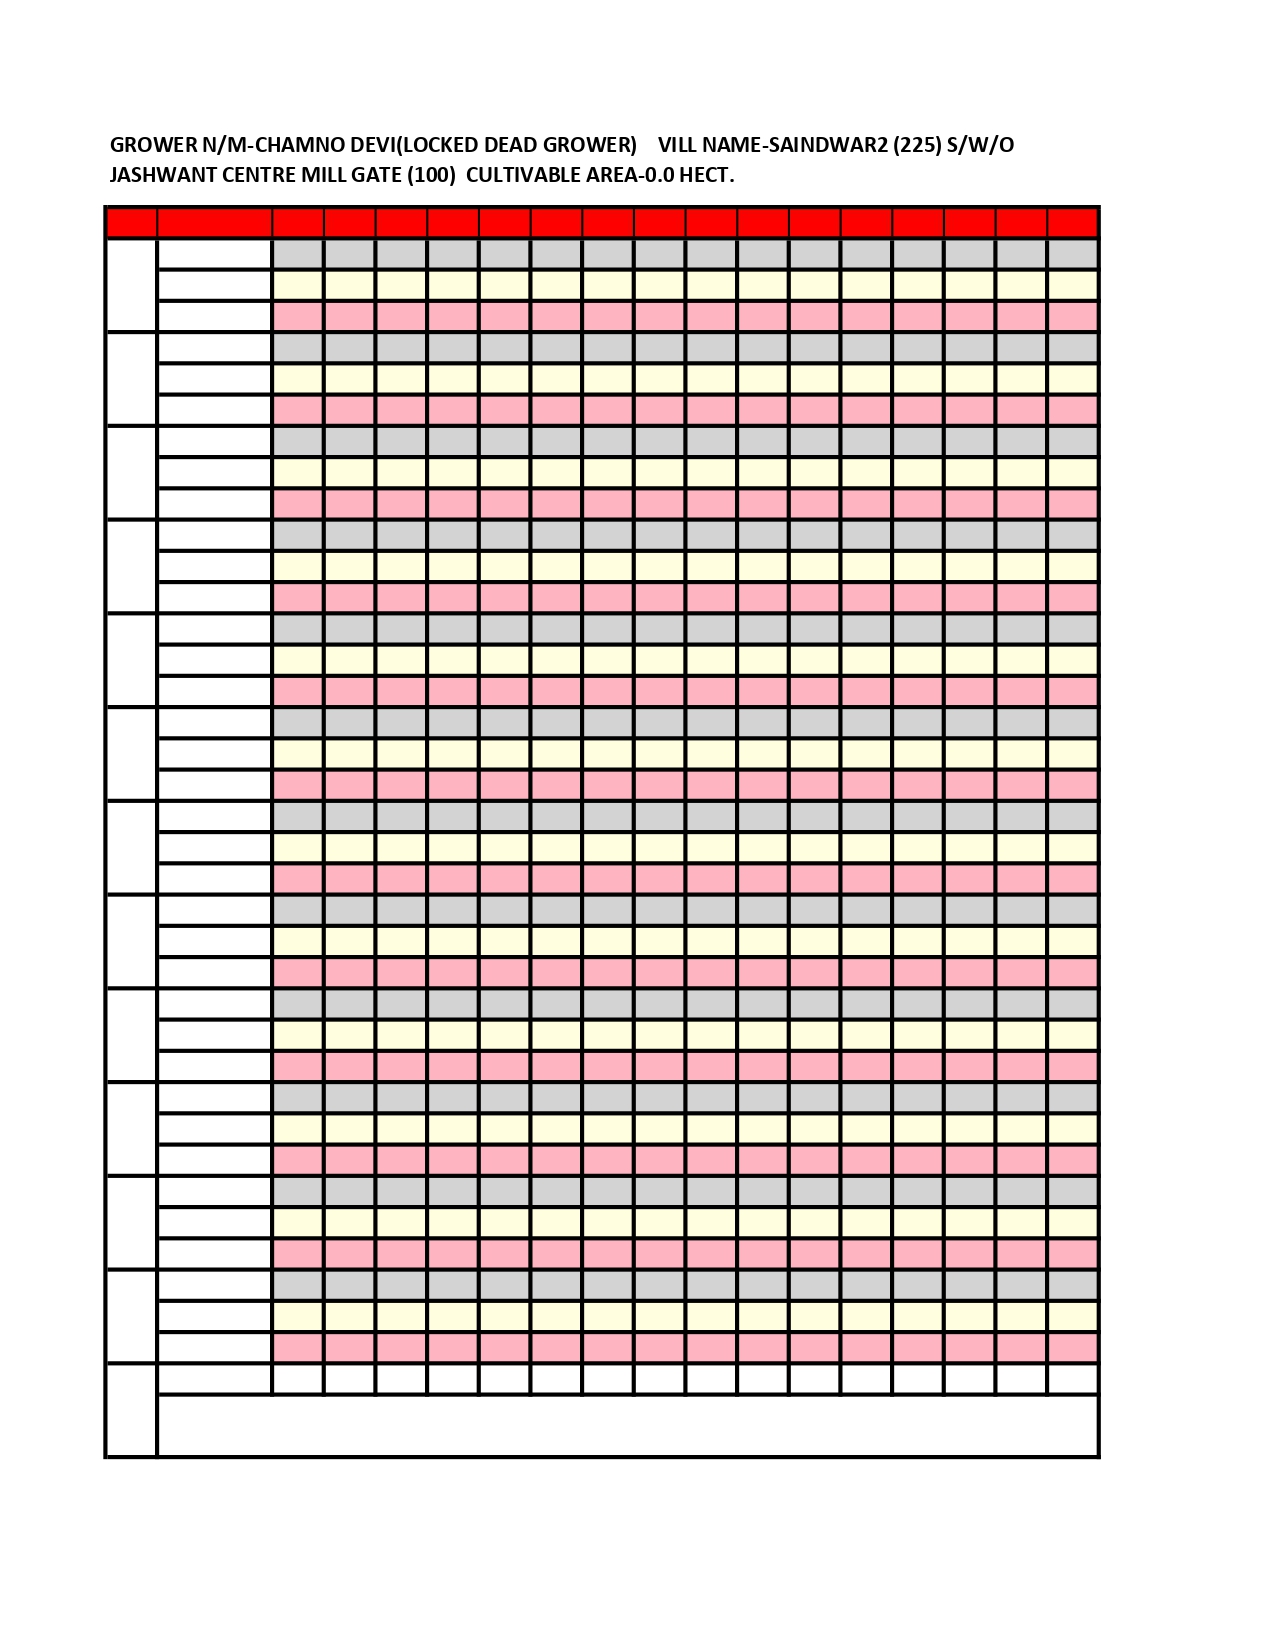 GROWER N/M-CHAMNO DEVI(LOCKED DEAD GROWER) VILL NAME-SAINDWAR2 (225) S/W/O
JASHWANT CENTRE MILL GATE (100) CULTIVABLE AREA-0.0 HECT.